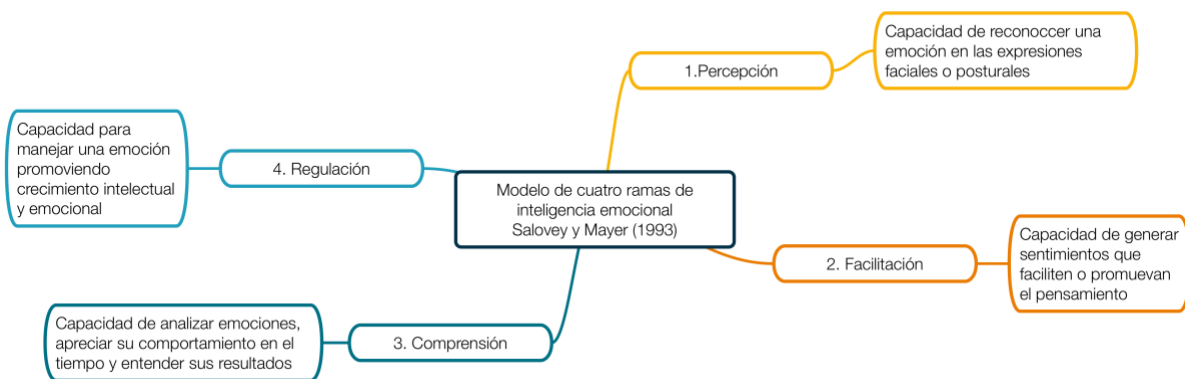 Modelo de cuatro ramas de
inteligencia emocional
Salovey y Mayer (1993)
1.Percepción
Capacidad de reconoccer una
emoción en las expresiones
faciales o posturales
2. Facilitación
Capacidad de generar
sentimientos que
faciliten o promuevan
el pensamiento
3. Comprensión
Capacidad de analizar emociones,
apreciar su comportamiento en el
tiempo y entender sus resultados
4. Regulación
Capacidad para
manejar una emoción
promoviendo
crecimiento intelectual
y emocional